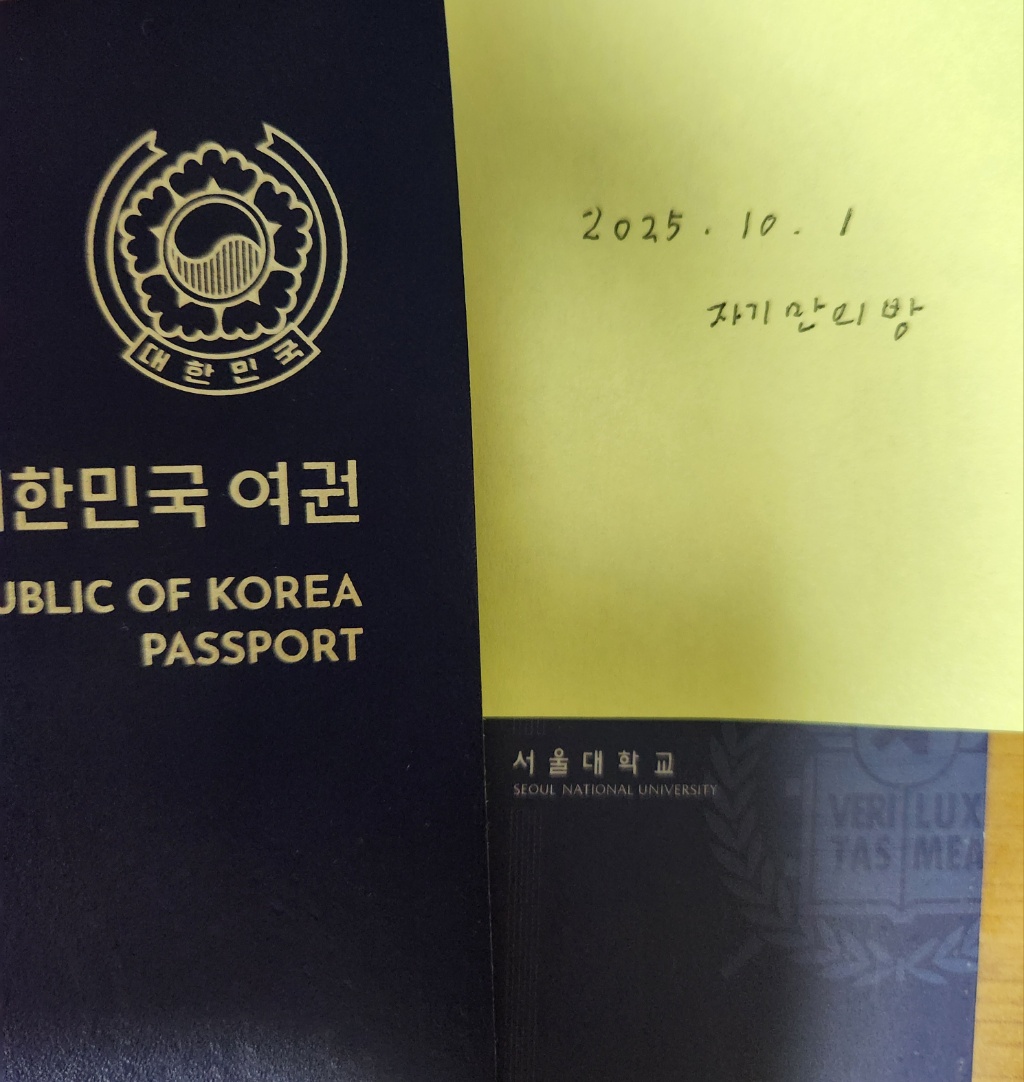 대한민국
대한민국 여권
UBLIC OF KOREA
PASSPORT
2025.10.1
자기만의방
서울대학교
SEOUL NATIONAL UNIVERSITY
VERI LUX
TAS MEA